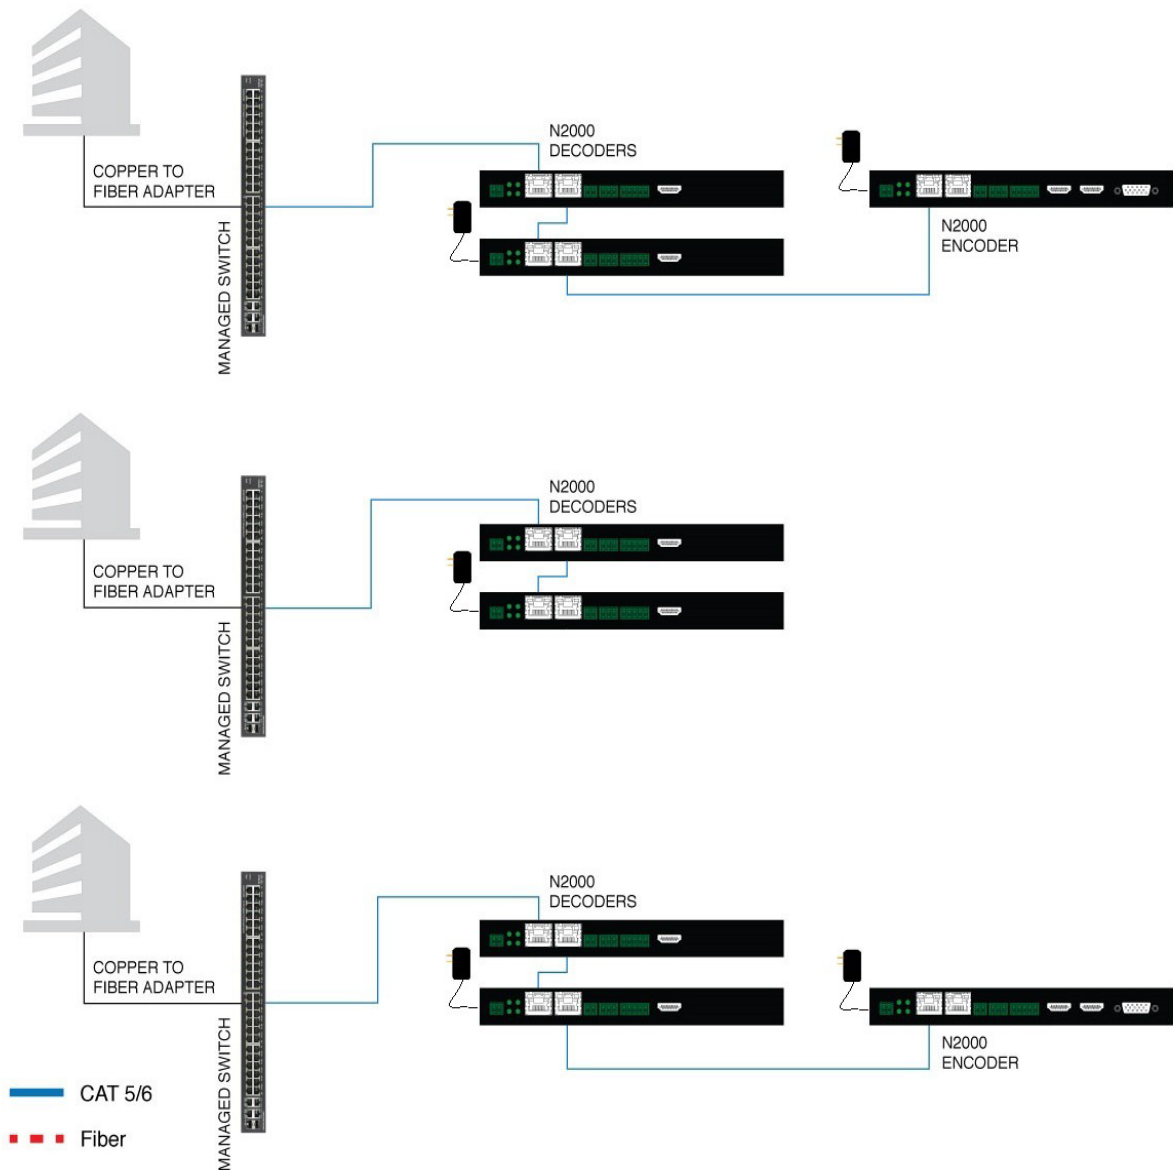 N2000
DECODERS
COPPER TO
FIBER ADAPTER
MANAGED SWITCH
N2000
ENCODER
N2000
DECODERS
COPPER TO
FIBER ADAPTER
MANAGED SWITCH
N2000
DECODERS
COPPER TO
FIBER ADAPTER
MANAGED SWITCH
N2000
ENCODER
CAT 5/6
Fiber